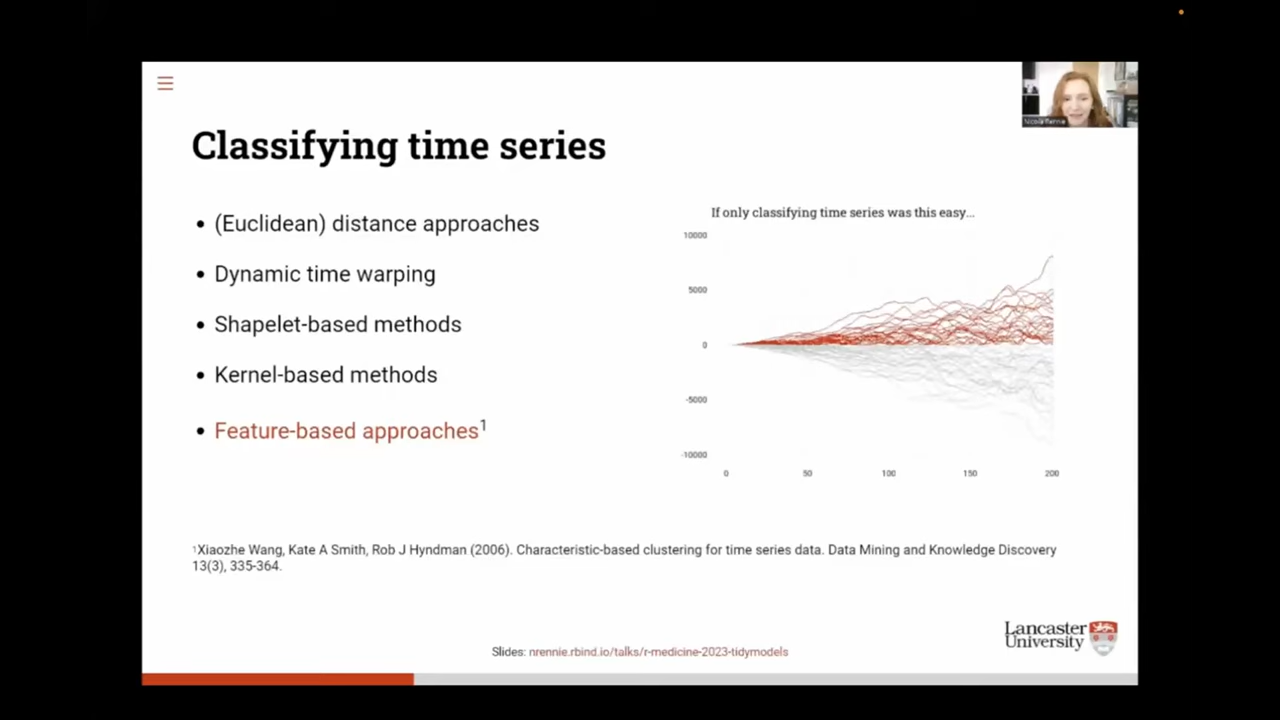 Nicola Rennie
Classifying time series
• (Euclidean) distance approaches
• Dynamic time warping
• Shapelet-based methods
• Kernel-based methods
• Feature-based approaches1
If only classifying time series was this easy...
10000
5000
0
-5000
-10000
0 50 100 150 200
1Xiaozhe Wang, Kate A Smith, Rob J Hyndman (2006). Characteristic-based clustering for time series data. Data Mining and Knowledge Discovery
13(3), 335-364.
Lancaster
University
Slides: nrennie.rbind.io/talks/r-medicine-2023-tidymodels